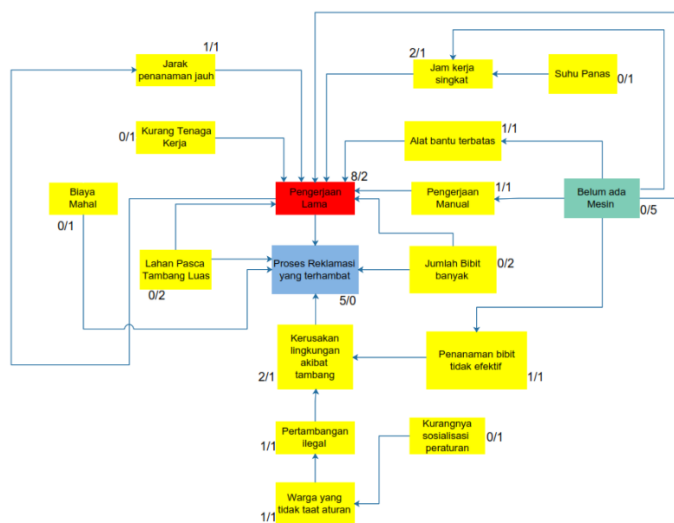 1/1
Jarak
penanaman jauh
2/1
Jam kerja
singkat
Suhu Panas
0/1
0/1
Kurang Tenaga
Kerja
1/1
Alat bantu terbatas
8/2
Biaya
Mahal
0/1
Pengerjaan
Lama
Pengerjaan
Manual
1/1
Belum ada
Mesin
0/5
Lahan Pasca
Tambang Luas
0/2
Proses Reklamasi
yang terhambat
5/0
Jumlah Bibit
banyak
0/2
Kerusakan
lingkungan
akibat
tambang
2/1
Penanaman bibit
tidak efektif
1/1
Pertambangan
ilegal
1/1
Kurangnya
sosialisasi
peraturan
0/1
Warga yang
tidak taat aturan
1/1